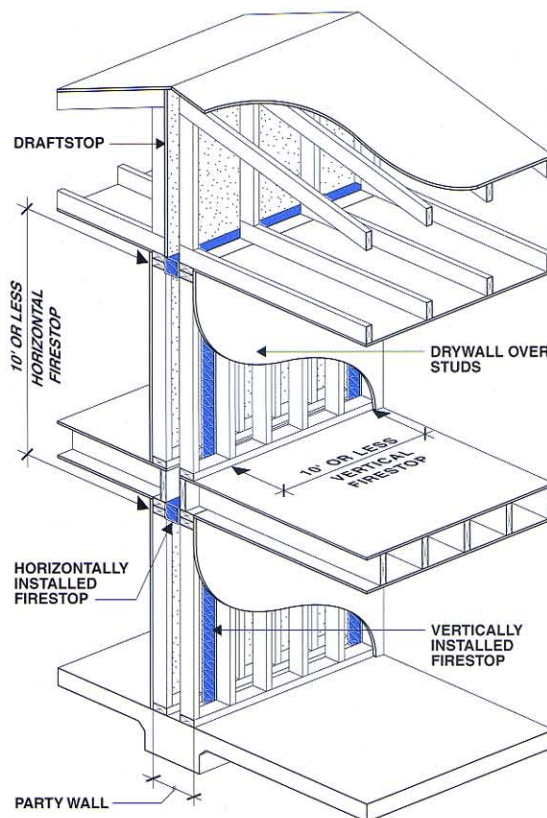 DRAFTSTOP
10' OR LESS
HORIZONTAL
FIRESTOP
DRYWALL OVER
STUDS
10' OR LESS
VERTICAL
FIRESTOP
HORIZONTALLY
INSTALLED
FIRESTOP
VERTICALLY
INSTALLED
FIRESTOP
PARTY WALL